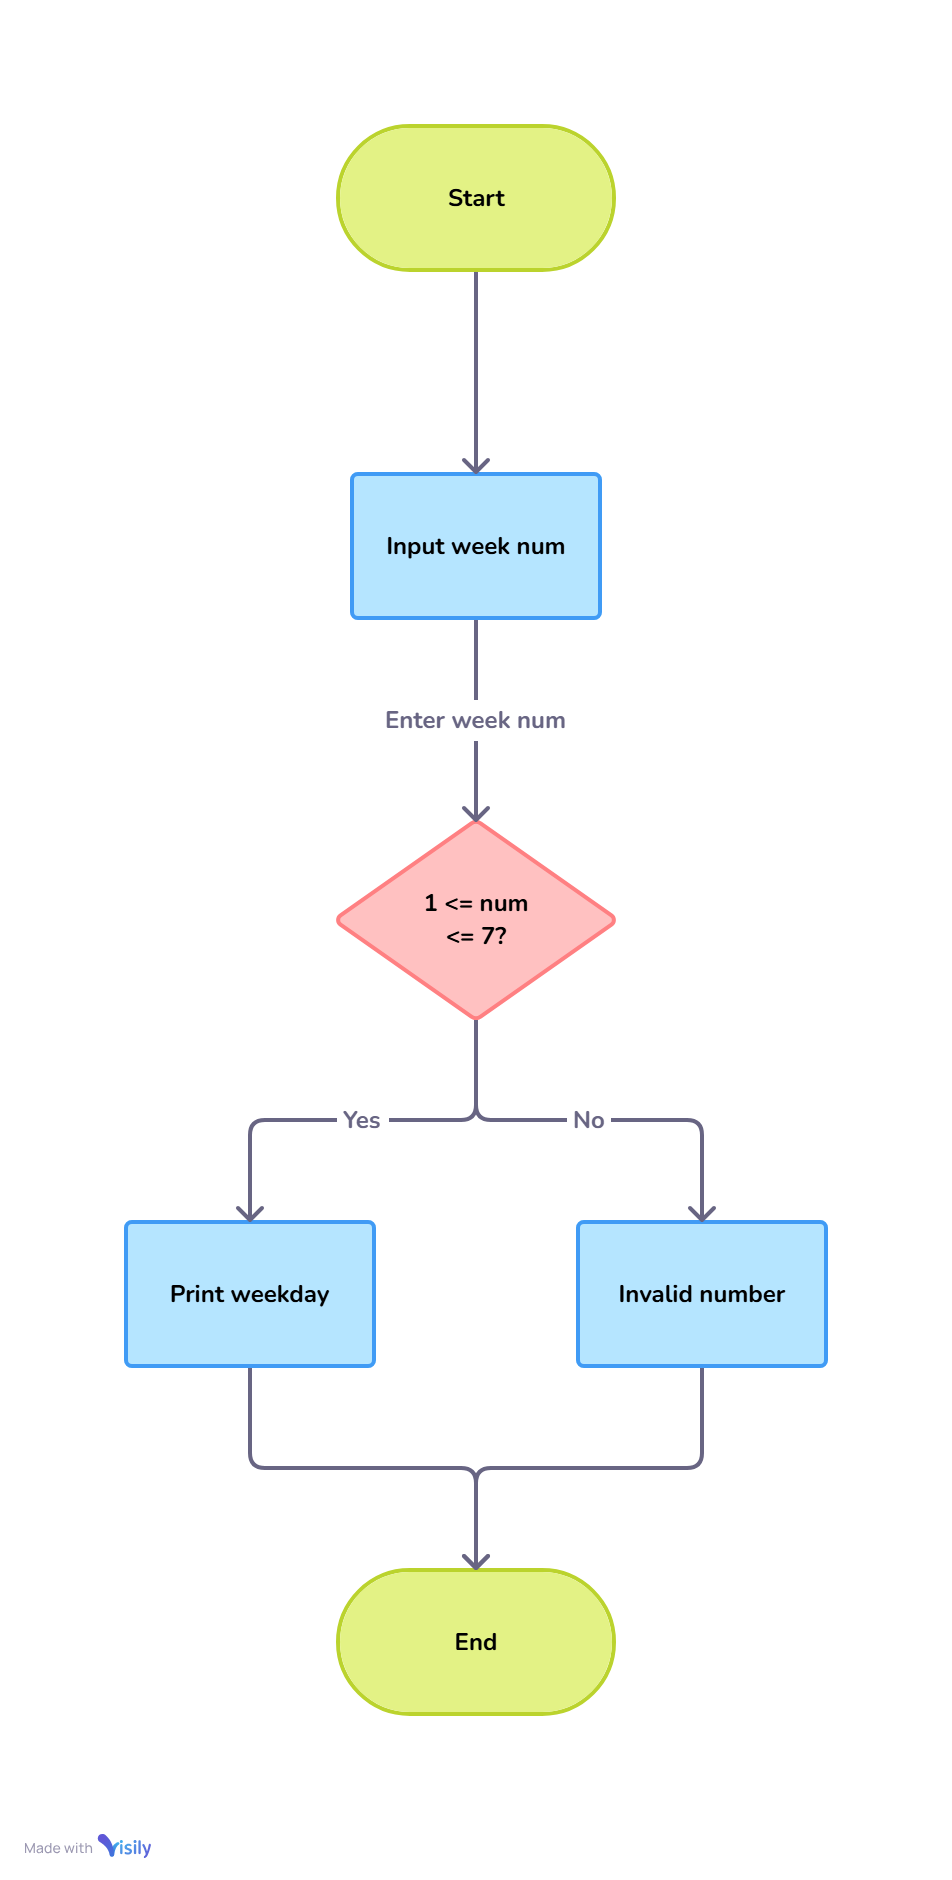 Start
Input week num
Enter week num
1 <= num
<= 7?
Yes
No
Print weekday
Invalid number
End
Made with Visily